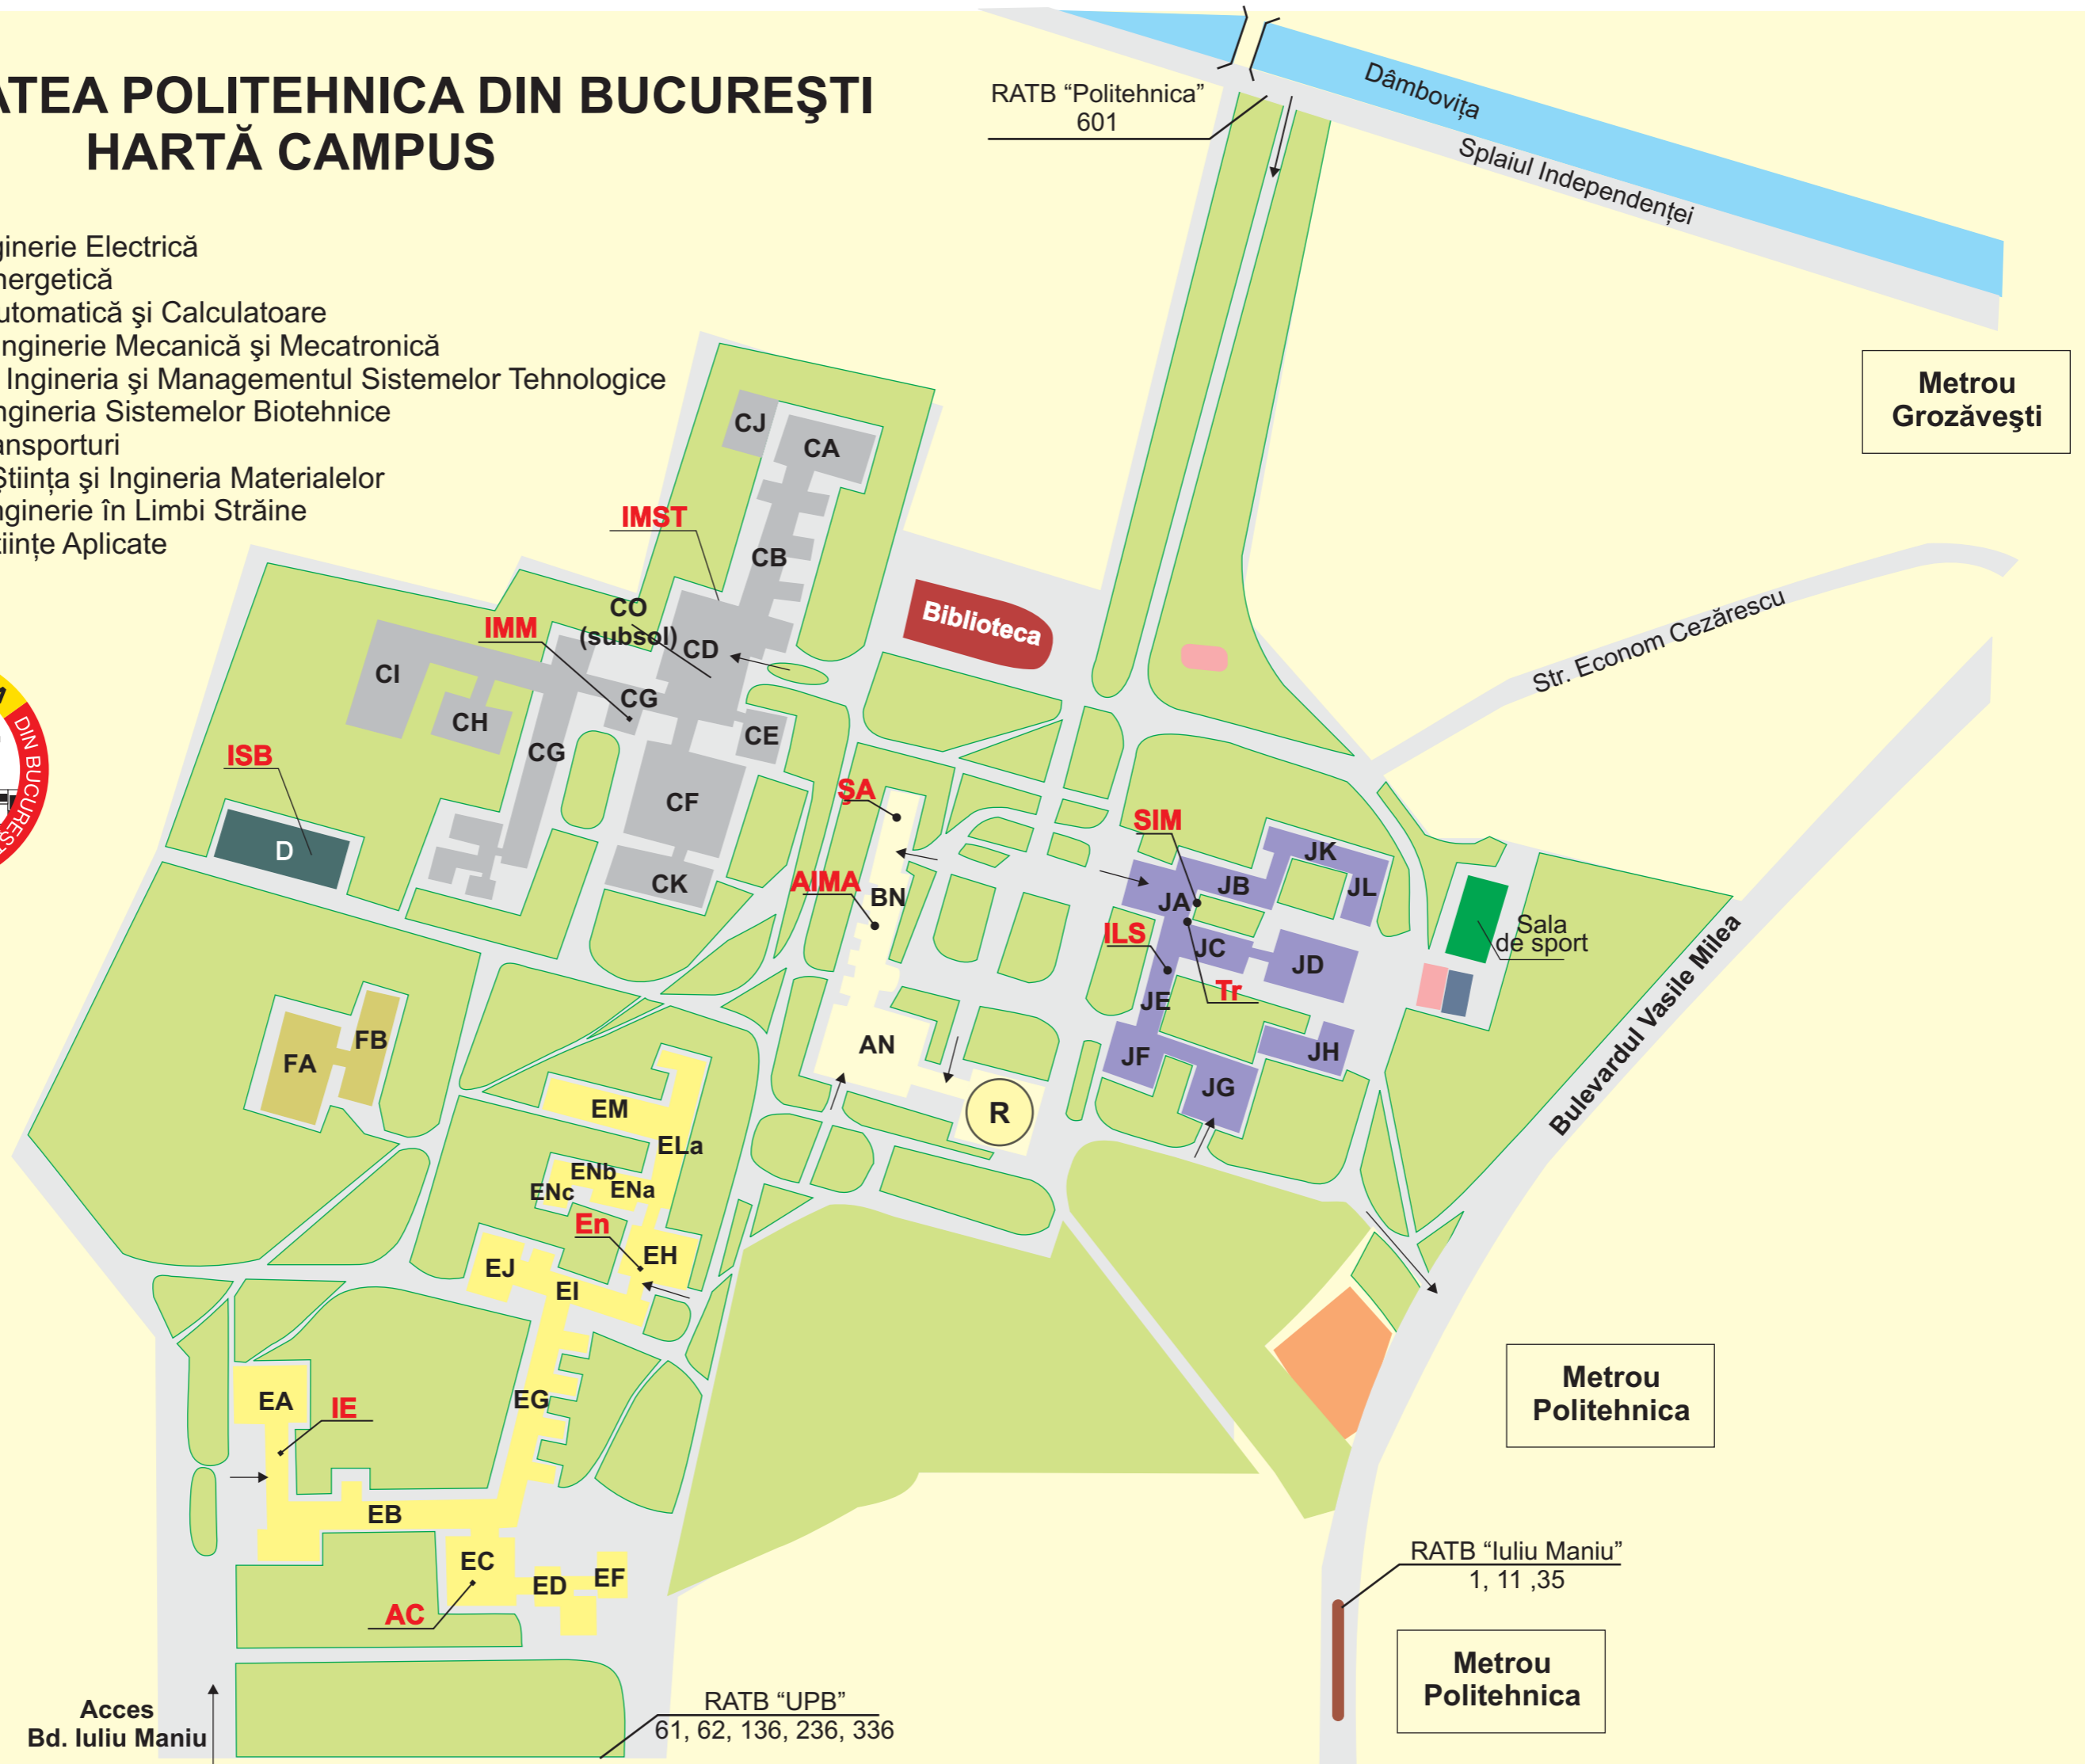 ATEA POLITEHNICA DIN BUCUREŞTI
HARTĂ CAMPUS
ginerie Electrică
nergetică
utomatică şi Calculatoare
Inginerie Mecanică şi Mecatronică
Ingineria şi Managementul Sistemelor Tehnologice
ngineria Sistemelor Biotehnice
ansporturi
Ştiința şi Ingineria Materialelor
nginerie în Limbi Străine
tiințe Aplicate
DIN BUCUREŞT
RATB “Politehnica”
601
Dâmbovița
Splaiul Independenței
Metrou
Grozăveşti
CJ
CA
IMST
CB
CO
(subsol)
IMM
CD
Biblioteca
CI
CG
CH
CE
CG
ISB
CF
D
CK
Str. Econom Cezărescu
ŞA
SIM
AIMA
BN
JK
JB
JL
JA
ILS
JC
JD
Tr
JE
Sala
de sport
Bulevardul Vasile Milea
FB
FA
AN
JF
JH
JG
R
EM
ELa
ENb
ENc
ENa
En
EH
EJ
EI
EA
IE
EG
EB
EC
ED
EF
AC
Metrou
Politehnica
RATB “Iuliu Maniu”
1, 11 ,35
Metrou
Politehnica
RATB “UPB”
61, 62, 136, 236, 336
Acces
Bd. Iuliu Maniu